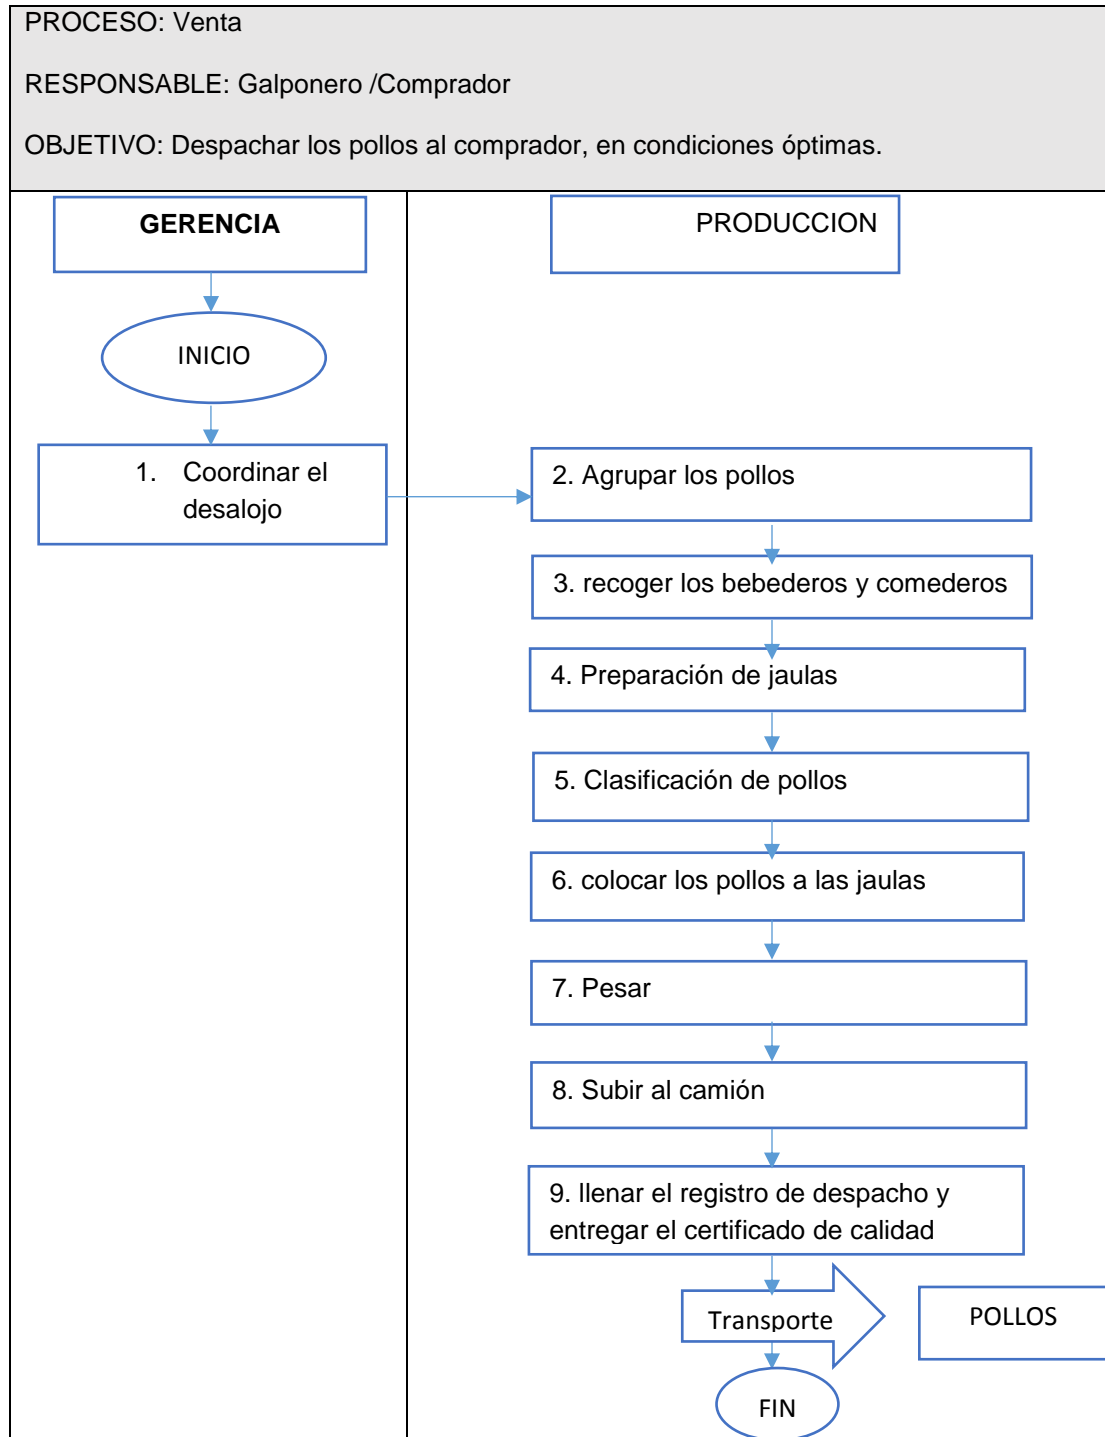 PROCESO: Venta
RESPONSABLE: Galponero /Comprador
OBJETIVO: Despachar los pollos al comprador, en condiciones óptimas.
GERENCIA
PRODUCCION
INICIO
1. Coordinar el
desalojo
2. Agrupar los pollos
3. recoger los bebederos y comederos
4. Preparación de jaulas
5. Clasificación de pollos
6. colocar los pollos a las jaulas
7. Pesar
8. Subir al camión
9. llenar el registro de despacho y
entregar el certificado de calidad
Transporte
POLLOS
FIN